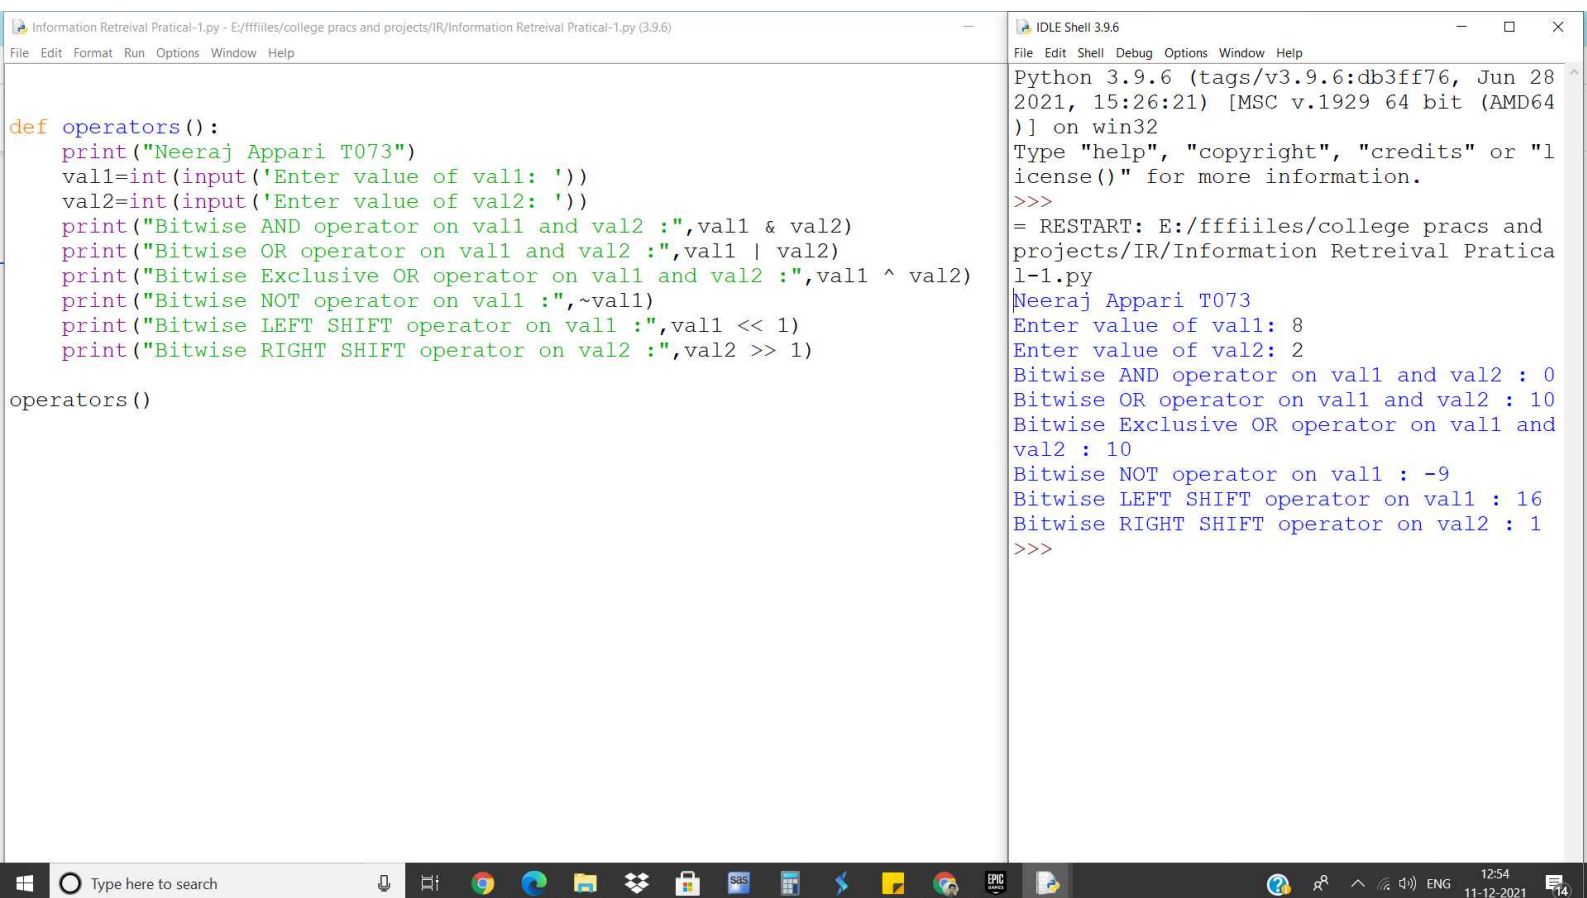 Information Retreival Pratical-1.py - E:/fffiiles/college pracs and projects/IR/Information Retreival Pratical-1.py (3.9.6)
File Edit Format Run Options Window Help
def operators():
    print("Neeraj Appari T073")
    val1=int(input('Enter value of val1: '))
    val2=int(input('Enter value of val2: '))
    print("Bitwise AND operator on val1 and val2 :",val1 & val2)
    print("Bitwise OR operator on val1 and val2 :",val1 | val2)
    print("Bitwise Exclusive OR operator on val1 and val2 :",val1 ^ val2)
    print("Bitwise NOT operator on val1 :",~val1)
    print("Bitwise LEFT SHIFT operator on val1 :",val1 << 1)
    print("Bitwise RIGHT SHIFT operator on val2 :",val2 >> 1)
operators()
IDLE Shell 3.9.6
File Edit Shell Debug Options Window Help
Python 3.9.6 (tags/v3.9.6:db3ff76, Jun 28
2021, 15:26:21) [MSC v.1929 64 bit (AMD64
)] on win32
Type "help", "copyright", "credits" or "l
icense()" for more information.
>>>
= RESTART: E:/fffiiles/college pracs and
projects/IR/Information Retreival Pratica
l-1.py
Neeraj Appari T073
Enter value of val1: 8
Enter value of val2: 2
Bitwise AND operator on val1 and val2 : 0
Bitwise OR operator on val1 and val2 : 10
Bitwise Exclusive OR operator on val1 and
val2 : 10
Bitwise NOT operator on val1 : -9
Bitwise LEFT SHIFT operator on val1 : 16
Bitwise RIGHT SHIFT operator on val2 : 1
>>>
Type here to search
sas
EPIC
GAMES
ENG
12:54
11-12-2021
14